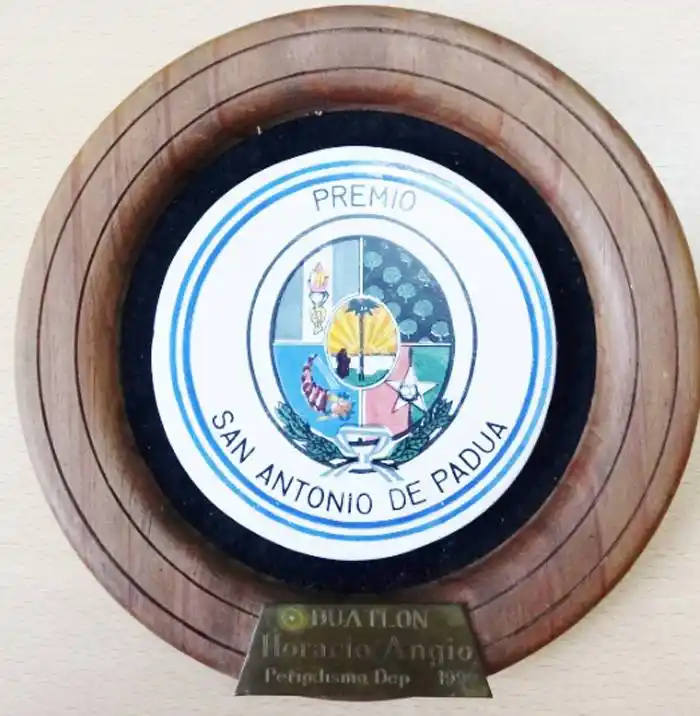 PREMIO
SAN ANTONIO DE PADUA
DUATLON
Horacio Angio
Periodismo Dep